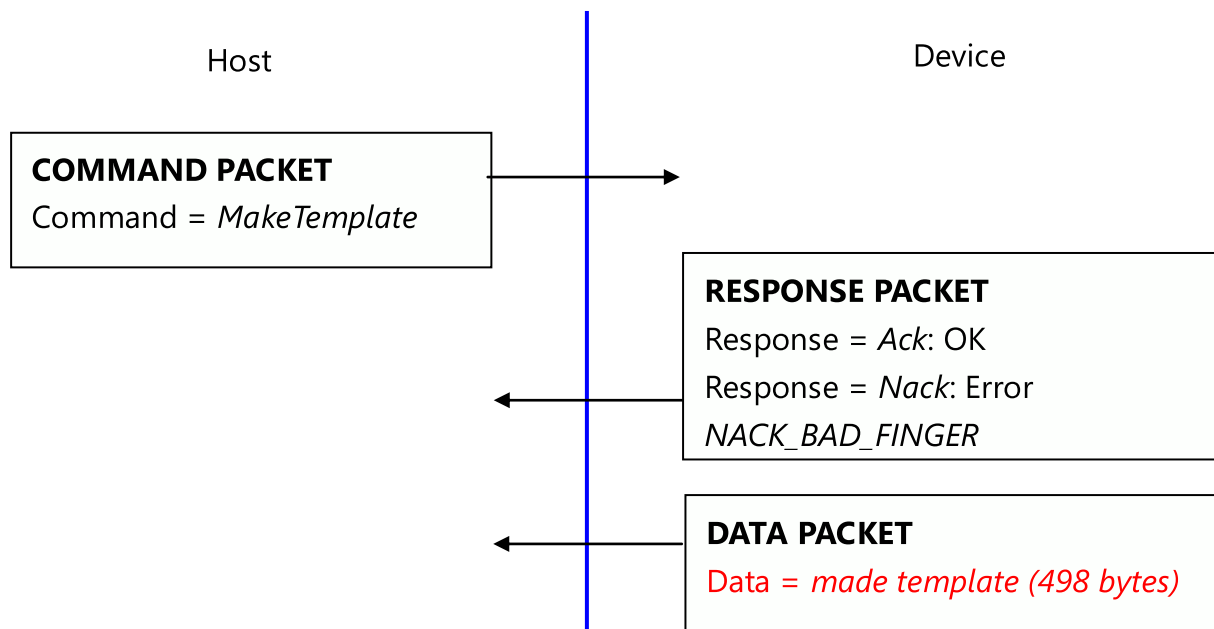 Host
Device
COMMAND PACKET
Command = MakeTemplate
RESPONSE PACKET
Response = Ack: OK
Response = Nack: Error
NACK_BAD_FINGER
DATA PACKET
Data = made template (498 bytes)